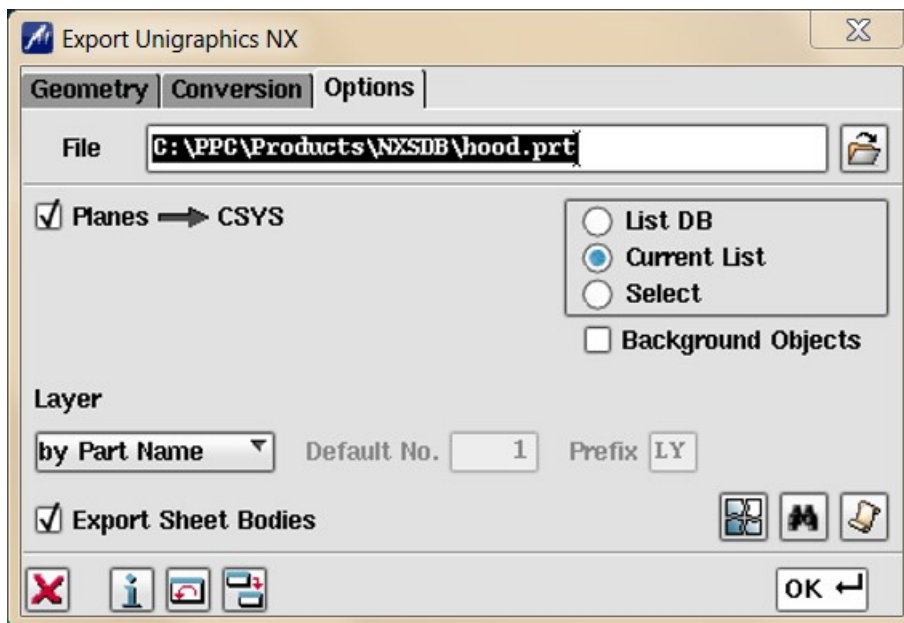 Export Unigraphics NX
Geometry Conversion Options
File C:\PPC\Products\NXSDB\hood.prt
Planes CSYS
List DB
Current List
Select
Background Objects
Layer
by Part Name Default No. 1 Prefix LY
Export Sheet Bodies
OK